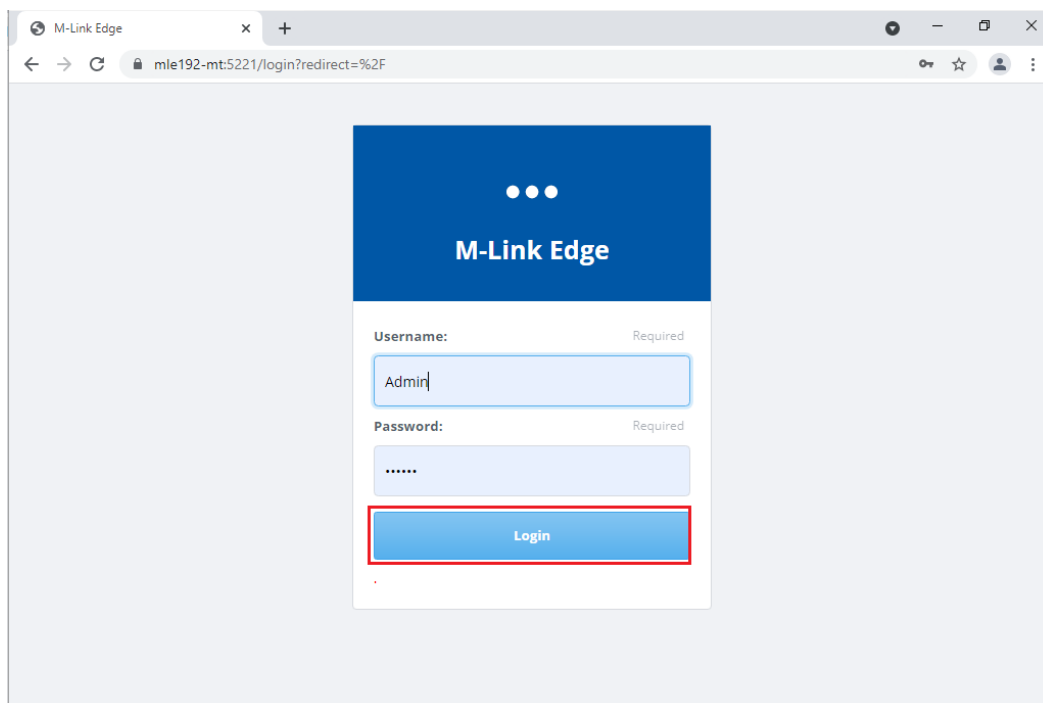 M-Link Edge
mle192-mt:5221/login?redirect=%2F
M-Link Edge
Username: Required
Admin
Password: Required
••••••
Login
.